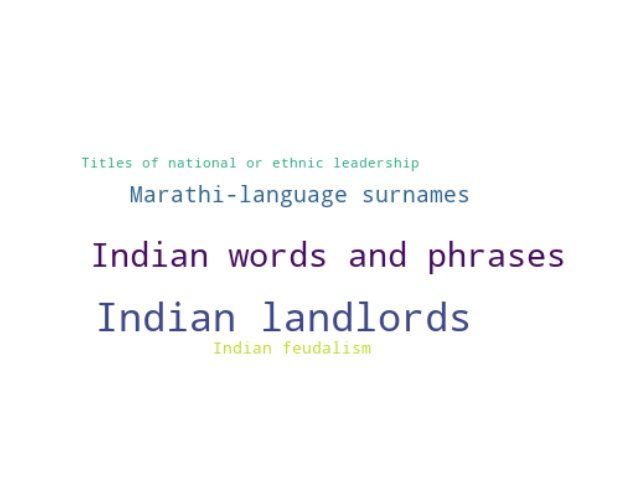 Titles of national or ethnic leadership
Marathi-language surnames
Indian words and phrases
Indian landlords
Indian feudalism